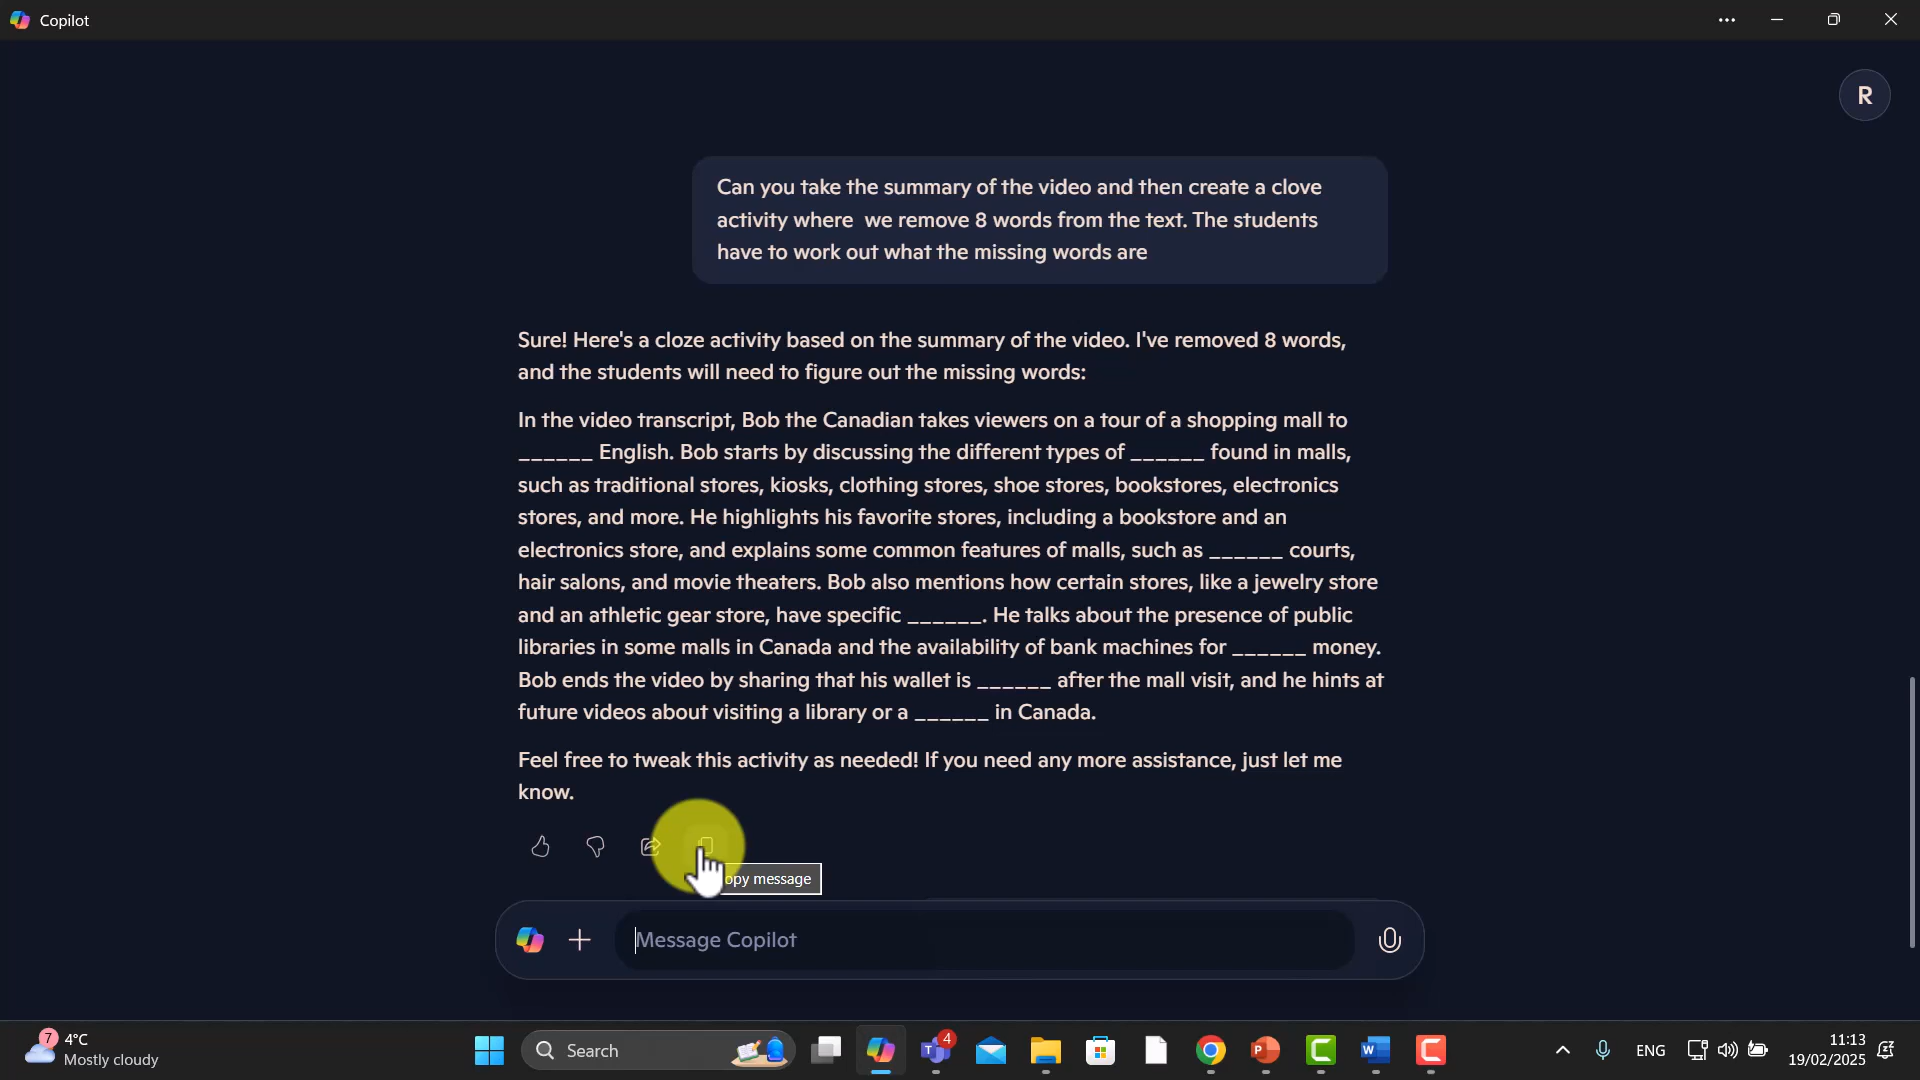 Copilot
R
Can you take the summary of the video and then create a clove
activity where we remove 8 words from the text. The students
have to work out what the missing words are
Sure! Here's a cloze activity based on the summary of the video. I've removed 8 words,
and the students will need to figure out the missing words:
In the video transcript, Bob the Canadian takes viewers on a tour of a shopping mall to
______ English. Bob starts by discussing the different types of ______ found in malls,
such as traditional stores, kiosks, clothing stores, shoe stores, bookstores, electronics
stores, and more. He highlights his favorite stores, including a bookstore and an
electronics store, and explains some common features of malls, such as ______ courts,
hair salons, and movie theaters. Bob also mentions how certain stores, like a jewelry store
and an athletic gear store, have specific ______. He talks about the presence of public
libraries in some malls in Canada and the availability of bank machines for ______ money.
Bob ends the video by sharing that his wallet is ______ after the mall visit, and he hints at
future videos about visiting a library or a ______ in Canada.
Feel free to tweak this activity as needed! If you need any more assistance, just let me
know.
opy message
Message Copilot
7
4°C
Mostly cloudy
Search
4
ENG
11:13
19/02/2025